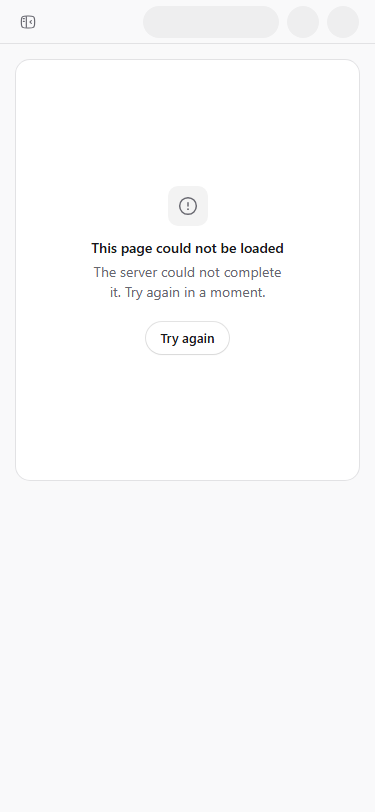 This page could not be loaded
The server could not complete
it. Try again in a moment.
Try again